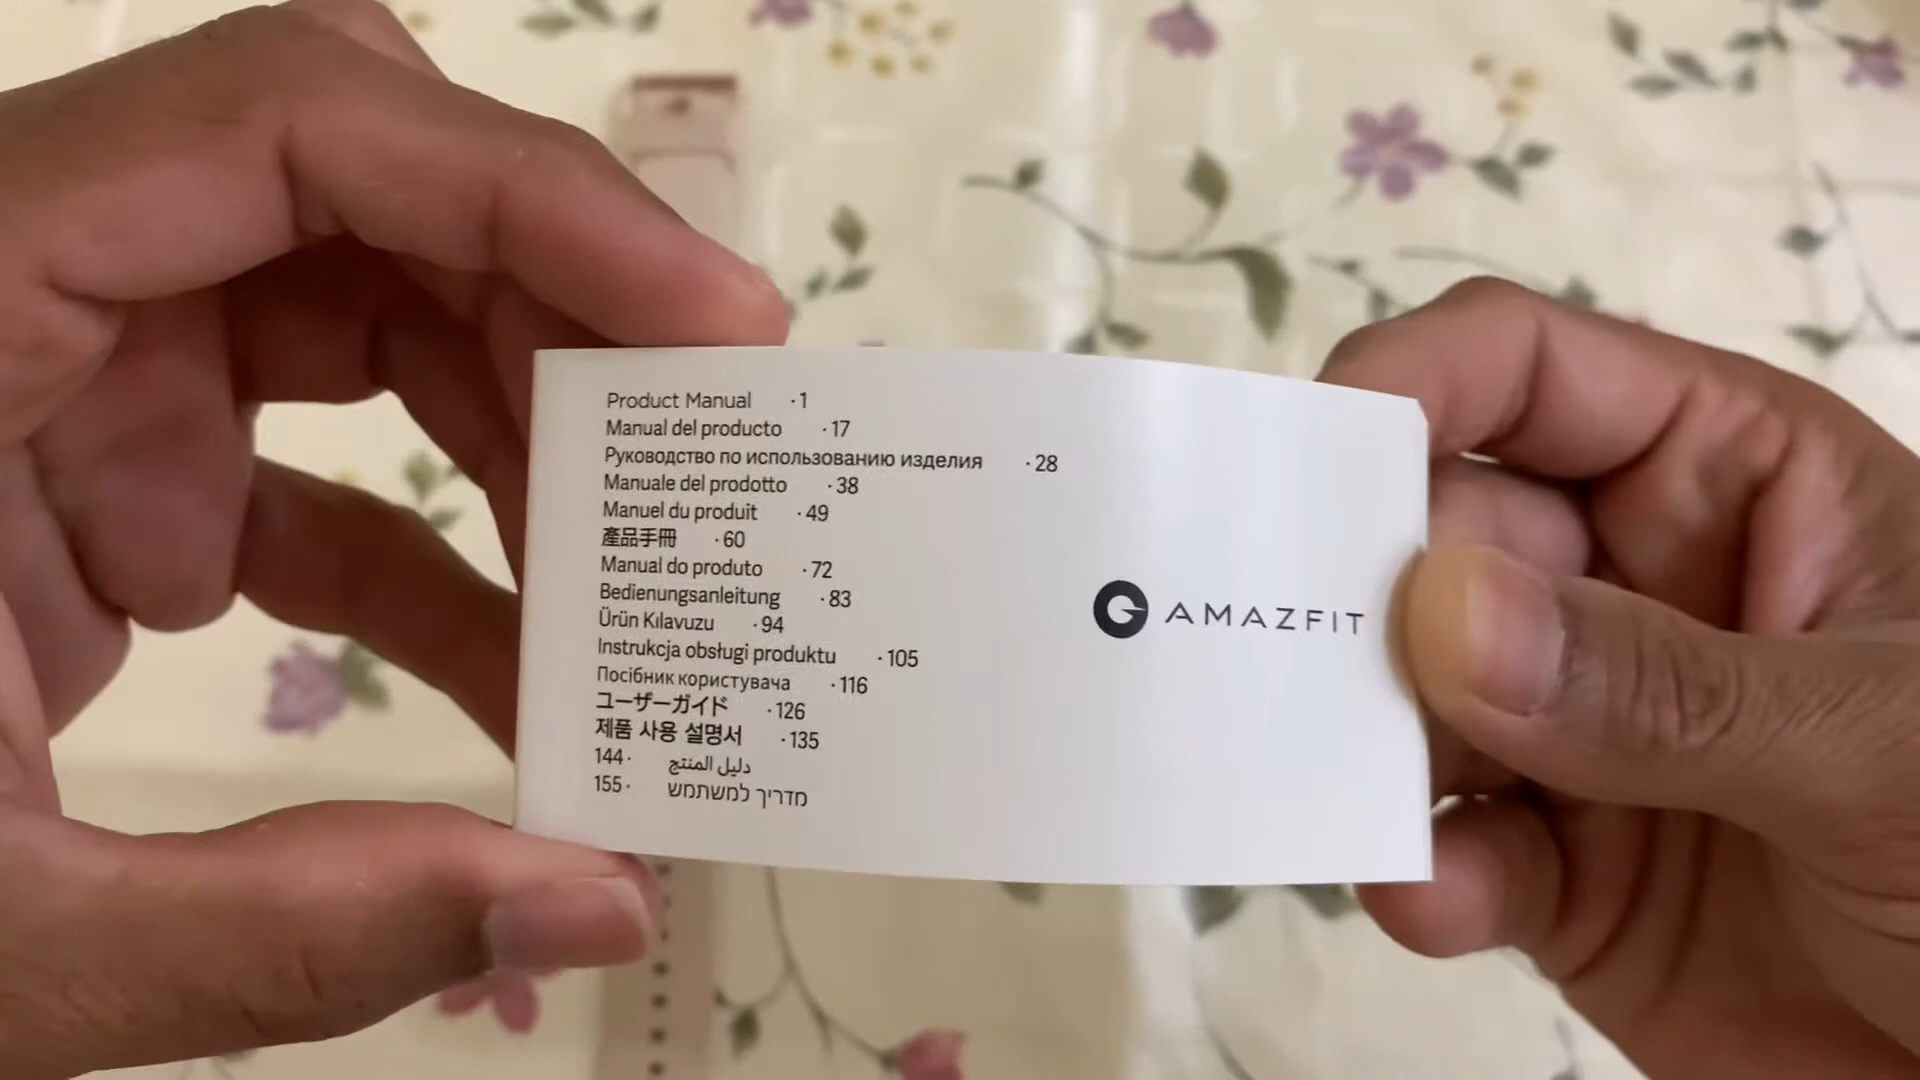 Product Manual · 1
Manual del producto · 17
Руководство по использованию изделия · 28
Manuale del prodotto · 38
Manuel du produit · 49
產品手冊 · 60
Manual do produto · 72
Bedienungsanleitung · 83
Ürün Kılavuzu · 94
Instrukcja obsługi produktu · 105
Посібник користувача · 116
ユーザーガイド · 126
제품 사용 설명서 · 135
144 · دليل المنتج
155 · מדריך למשתמש
AMAZFIT